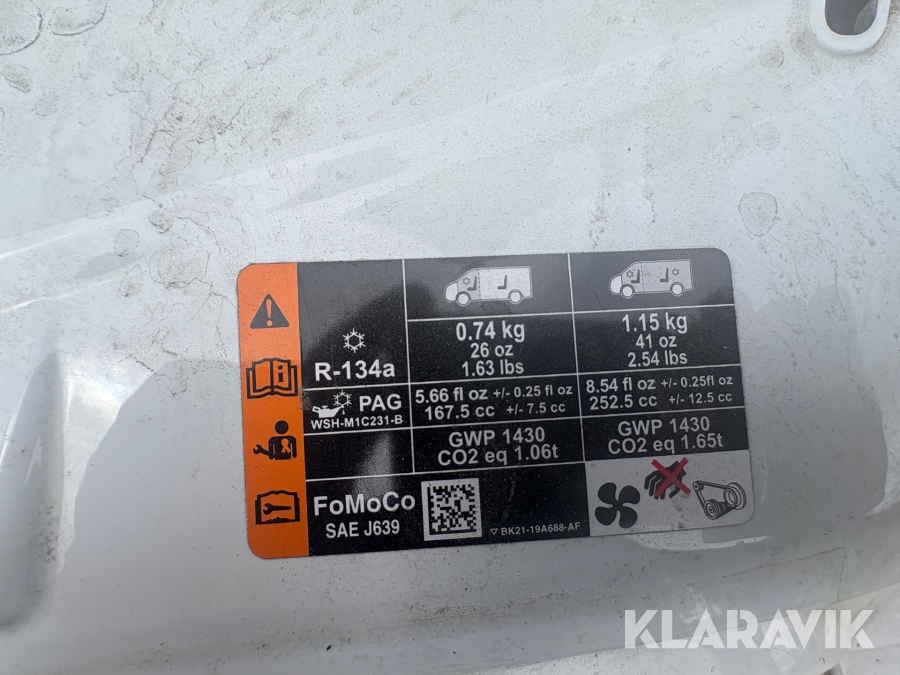 KLARAVIK
R-134a
0.74 kg
26 oz
1.63 lbs
1.15 kg
41 oz
2.54 lbs
PAG
WSH-M1C231-B
5.66 fl oz +/- 0.25 fl oz
167.5 cc +/- 7.5 cc
8.54 fl oz +/- 0.25fl oz
252.5 cc +/- 12.5 cc
GWP 1430
CO2 eq 1.06t
GWP 1430
CO2 eq 1.65t
FoMoCo
SAE J639
BK21-19A688-AF
KLARAVIK